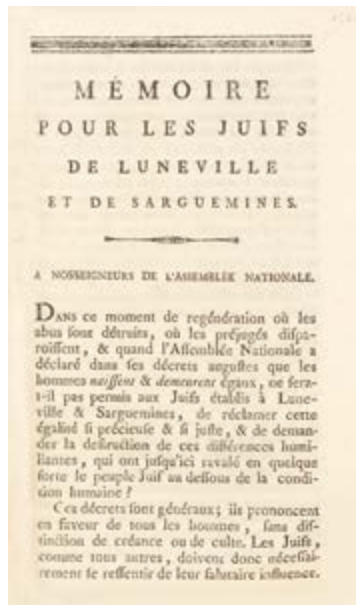 MÉMOIRE
POUR LES JUIFS
DE LUNEVILLE
ET DE SARGUEMINES.
A NOSSEIGNEURS DE L'ASSEMBLÉE NATIONALE.
DANS ce moment de regénération où les
abus ſont détruits, où les préjugés diſpa-
roiſſent, & quand l'Aſſemblée Nationale a
déclaré dans ſes décrets auguſtes que les
hommes naiſſent & demeurent égaux, ne ſera-
t-il pas permis aux Juifs établis à Lune-
ville & Sarguemines, de réclamer cette
égalité ſi précieuſe & ſi juſte, & de deman-
der la deſtruction de ces différences humi-
liantes, qui ont juſqu'ici ravalé en quelque
ſorte le peuple Juif au deſſous de la condi-
tion humaine ?
Ces décrets ſont généraux ; ils prononcent
en faveur de tous les hommes, ſans diſ-
tinction de créance ou de culte. Les Juifs,
comme tous autres, doivent donc néceſſai-
rement ſe reſſentir de leur ſalutaire influence.